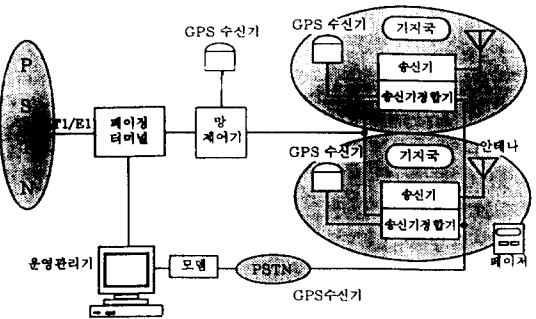 GPS 수신기
기지국
송신기
송신기정합기
GPS 수신기
P
S
N
T1/E1
페이징
터미널
망
제어기
GPS 수신기
기지국
안테나
송신기
송신기정합기
페이저
운영관리기
모뎀
PSTN
GPS수신기